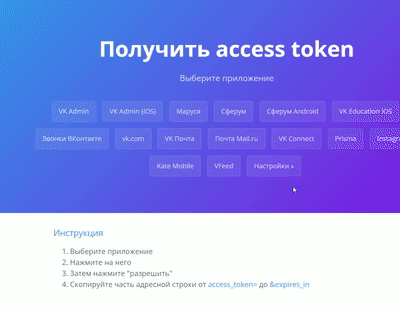 Получить access token
Выберите приложение
VK Admin VK Admin (iOS) Маруся Сферум Сферум Android VK Education iOS
Звонки ВКонтакте vk.com VK Почта Почта Mail.ru VK Connect Prisma Instagr
Kate Mobile VFeed Настройки »
Инструкция
1. Выберите приложение
2. Нажмите на него
3. Затем нажмите "разрешить"
4. Скопируйте часть адресной строки от access_token= до &expires_in